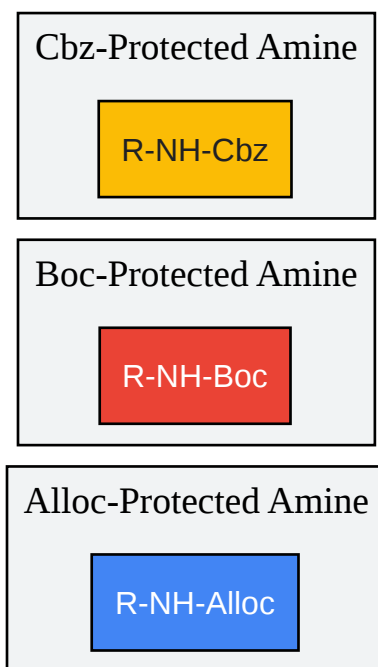 Cbz-Protected Amine
R-NH-Cbz
Boc-Protected Amine
R-NH-Boc
Alloc-Protected Amine
R-NH-Alloc